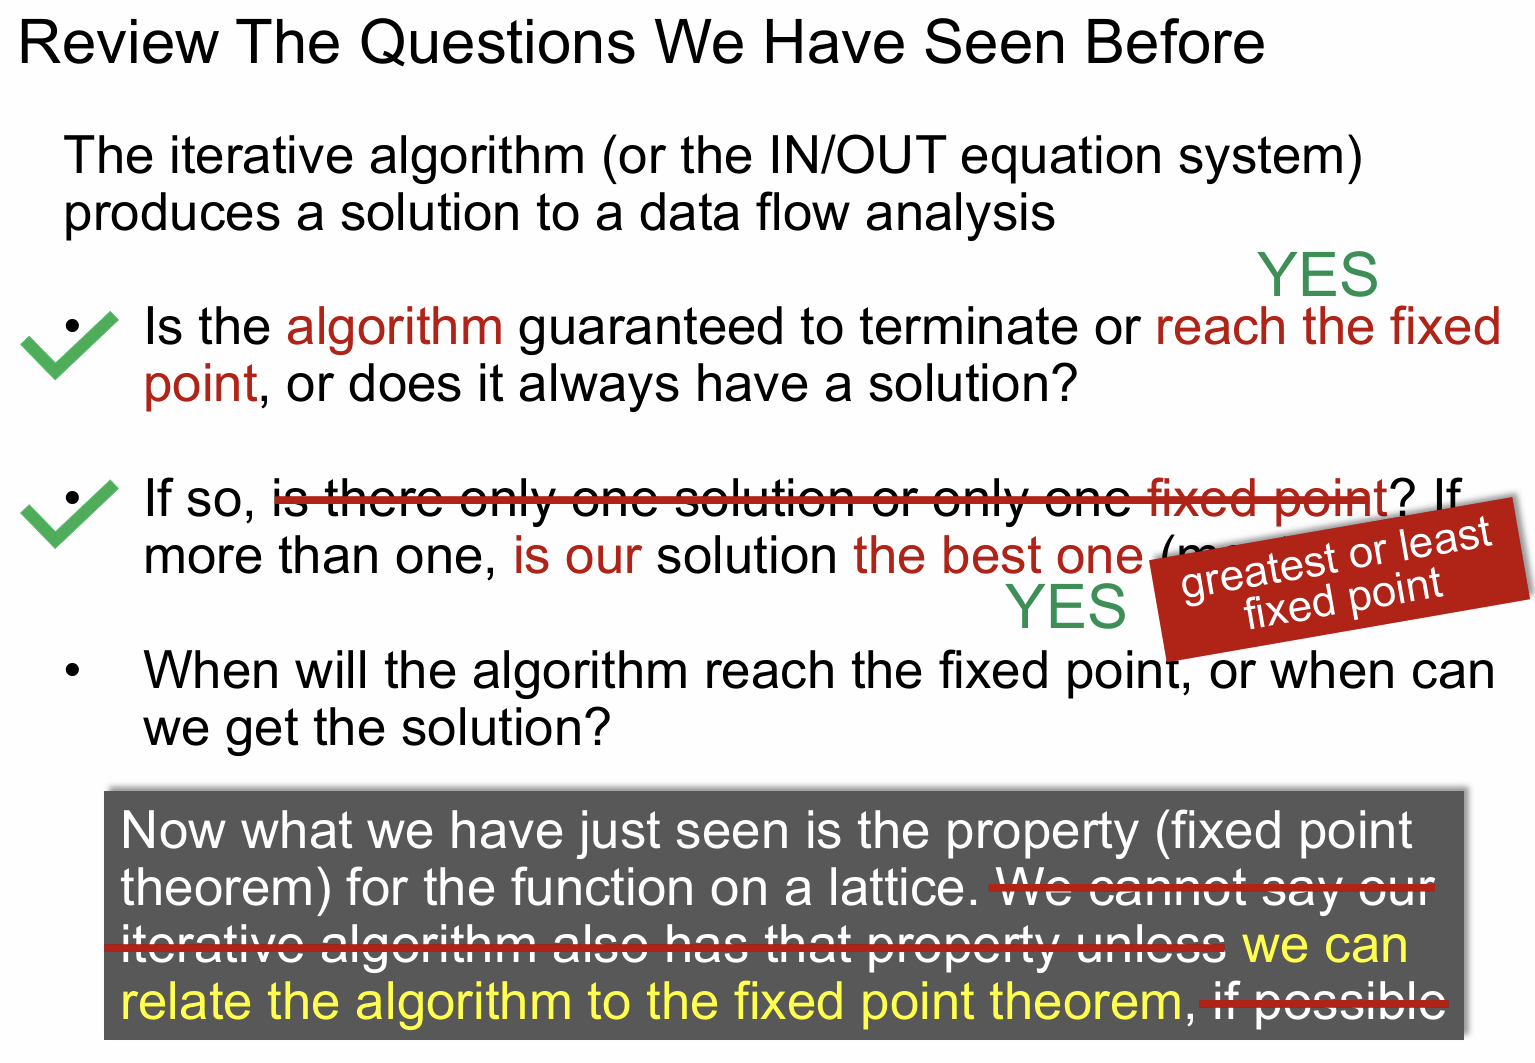 Review The Questions We Have Seen Before
The iterative algorithm (or the IN/OUT equation system)
produces a solution to a data flow analysis
YES
• Is the algorithm guaranteed to terminate or reach the fixed
point, or does it always have a solution?
• If so, is there only one solution or only one fixed point? If
more than one, is our solution the best one
greatest or least
fixed point
YES
• When will the algorithm reach the fixed point, or when can
we get the solution?
Now what we have just seen is the property (fixed point
theorem) for the function on a lattice. We cannot say our
iterative algorithm also has that property unless we can
relate the algorithm to the fixed point theorem, if possible